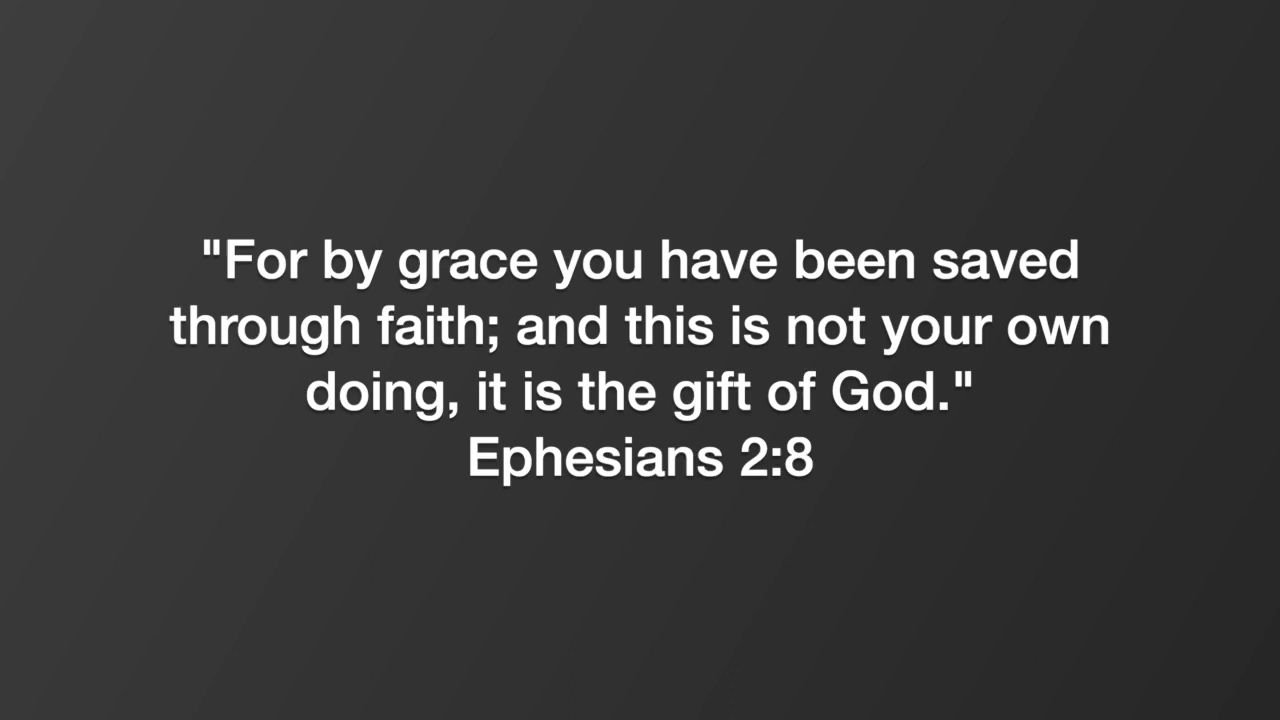 "For by grace you have been saved
through faith; and this is not your own
doing, it is the gift of God."
Ephesians 2:8